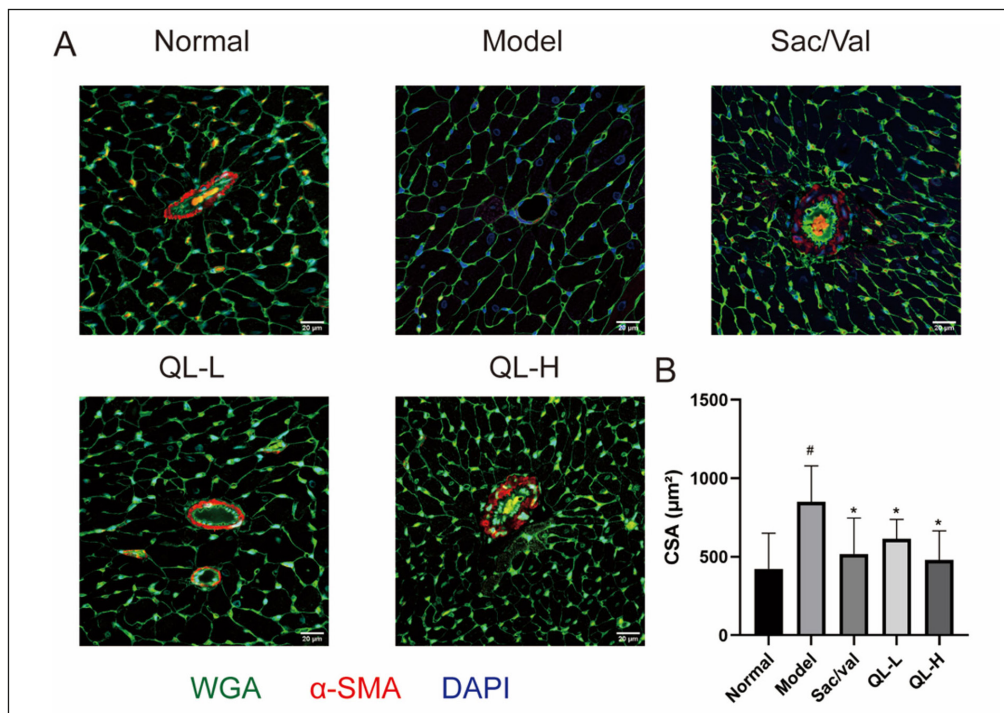 A
Normal
Model
Sac/Val
20 µm
20 µm
20 µm
QL-L
QL-H
20 µm
20 µm
WGA α-SMA DAPI
B
CSA (µm²)
1500
1000
500
0
#
*
*
*
Normal
Model
Sac/val
QL-L
QL-H